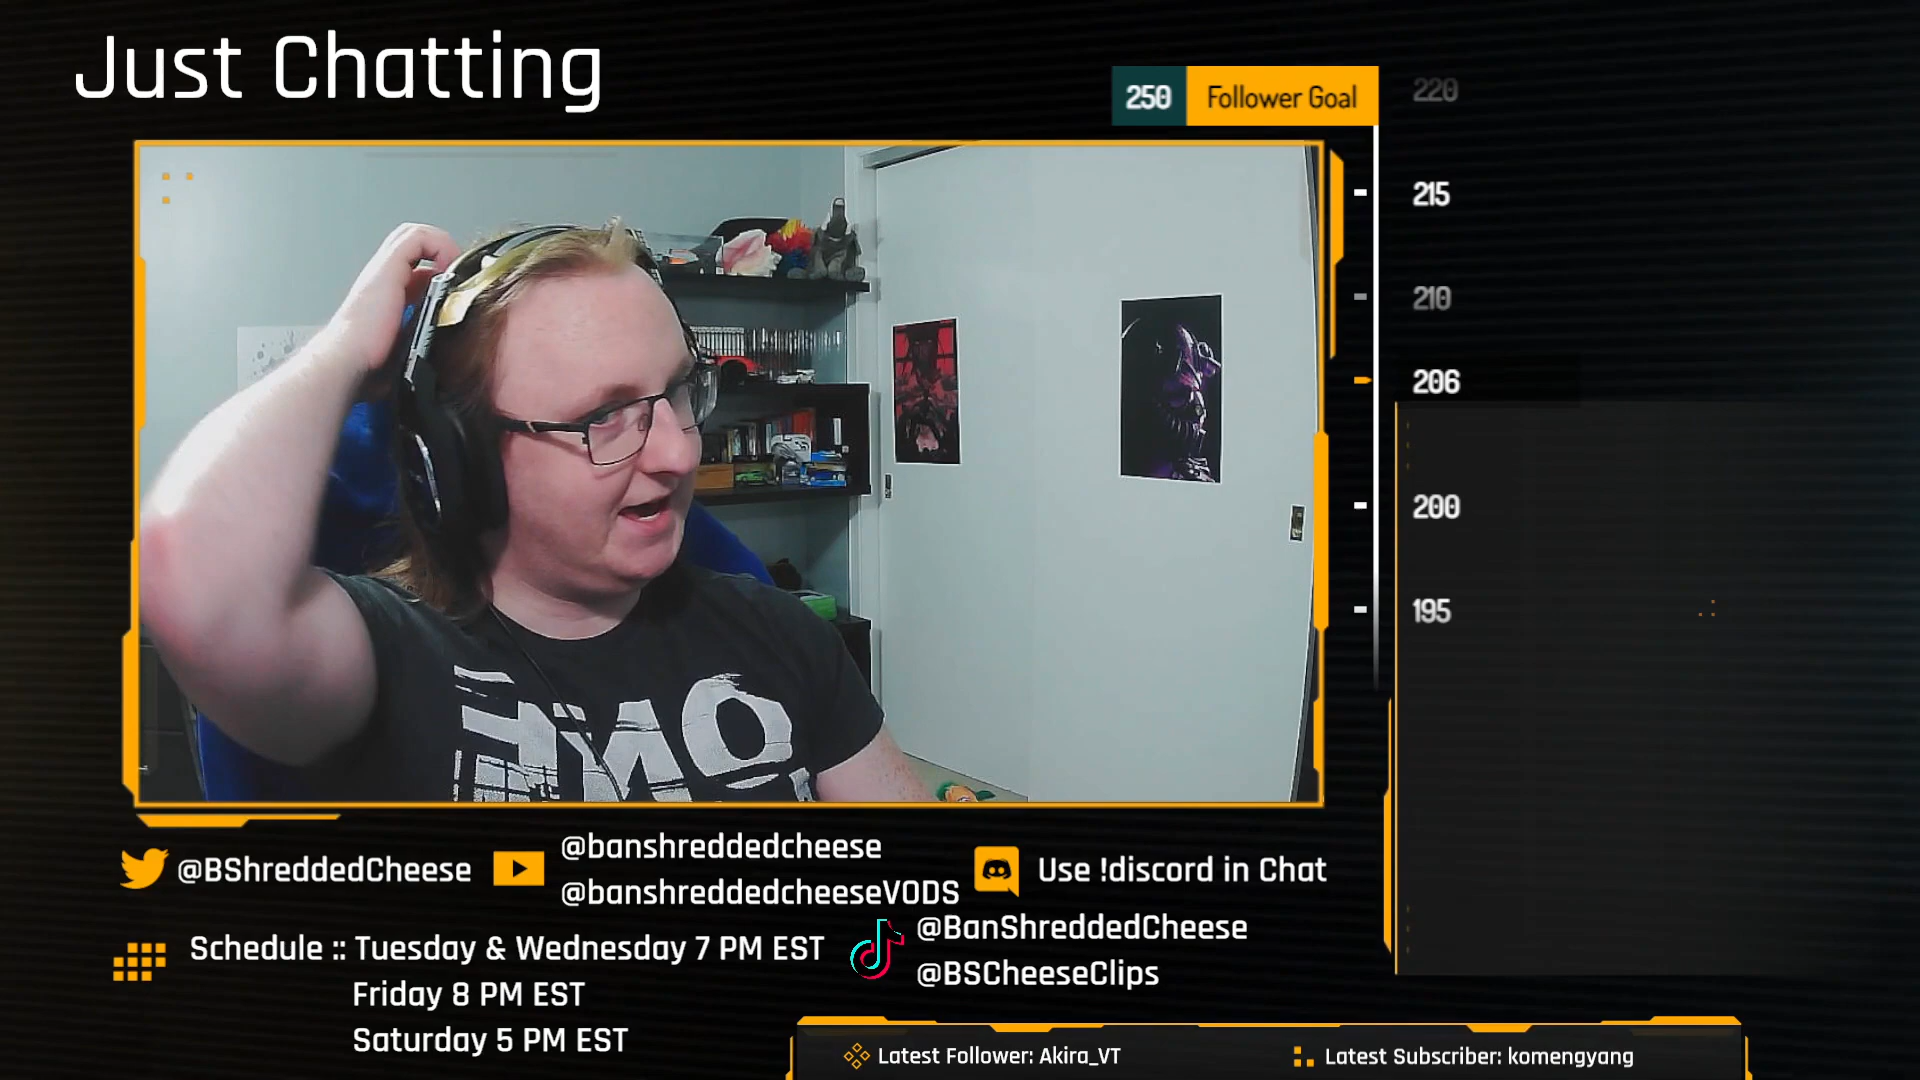 Just Chatting
250
Follower Goal
220
215
210
206
200
195
@BShreddedCheese
@banshreddedcheese
@banshreddedcheeseVODS
Use !discord in Chat
Schedule :: Tuesday & Wednesday 7 PM EST
Friday 8 PM EST
Saturday 5 PM EST
@BanShreddedCheese
@BSCheeseClips
Latest Follower: Akira_VT
Latest Subscriber: komengyang